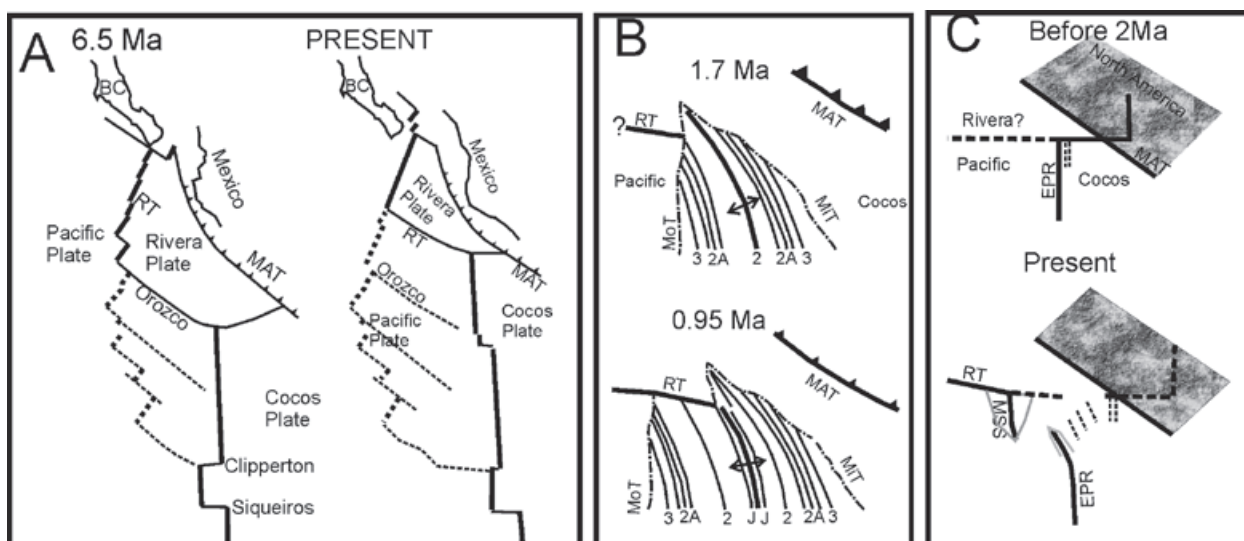 A
6.5 Ma
PRESENT
BC
BC
Mexico
Mexico
RT
Pacific
Plate
Rivera
Plate
MAT
Rivera
Plate
RT
MAT
Orozco
Orozco
Pacific
Plate
Cocos
Plate
Cocos
Plate
Clipperton
Siqueiros
B
1.7 Ma
MAT
RT
?
Pacific
Cocos
MoT
MiT
3 2A 2 2A 3
0.95 Ma
MAT
RT
MoT
MiT
3 2A 2 J J 2 2A 3
C
Before 2Ma
North America
Rivera?
Pacific
MAT
EPR
Cocos
Present
RT
MSS
EPR